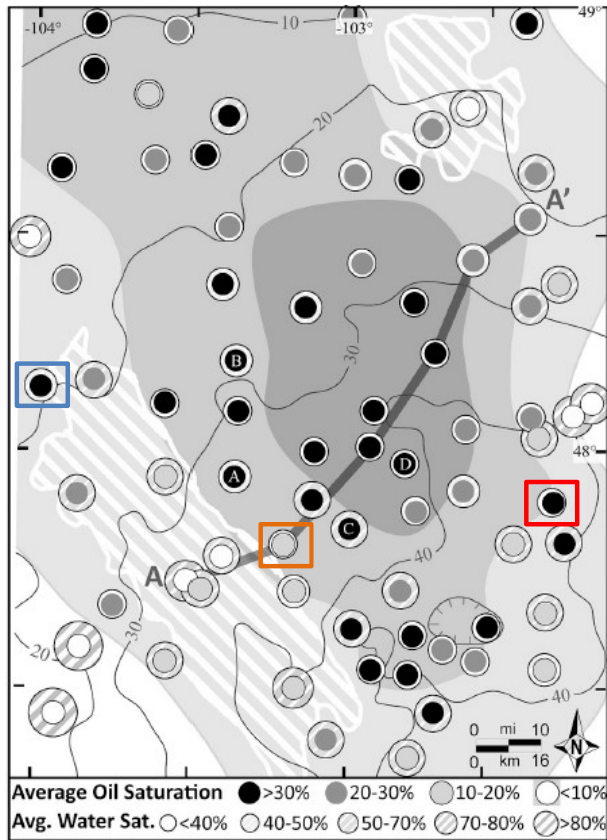 -104°
10
-103°
49°
20
A'
30
B
A
D
48°
C
A
40
30
20
40
0 mi 10
0 km 16
N
Average Oil Saturation >30% 20-30% 10-20% <10%
Avg. Water Sat. <40% 40-50% 50-70% 70-80% >80%